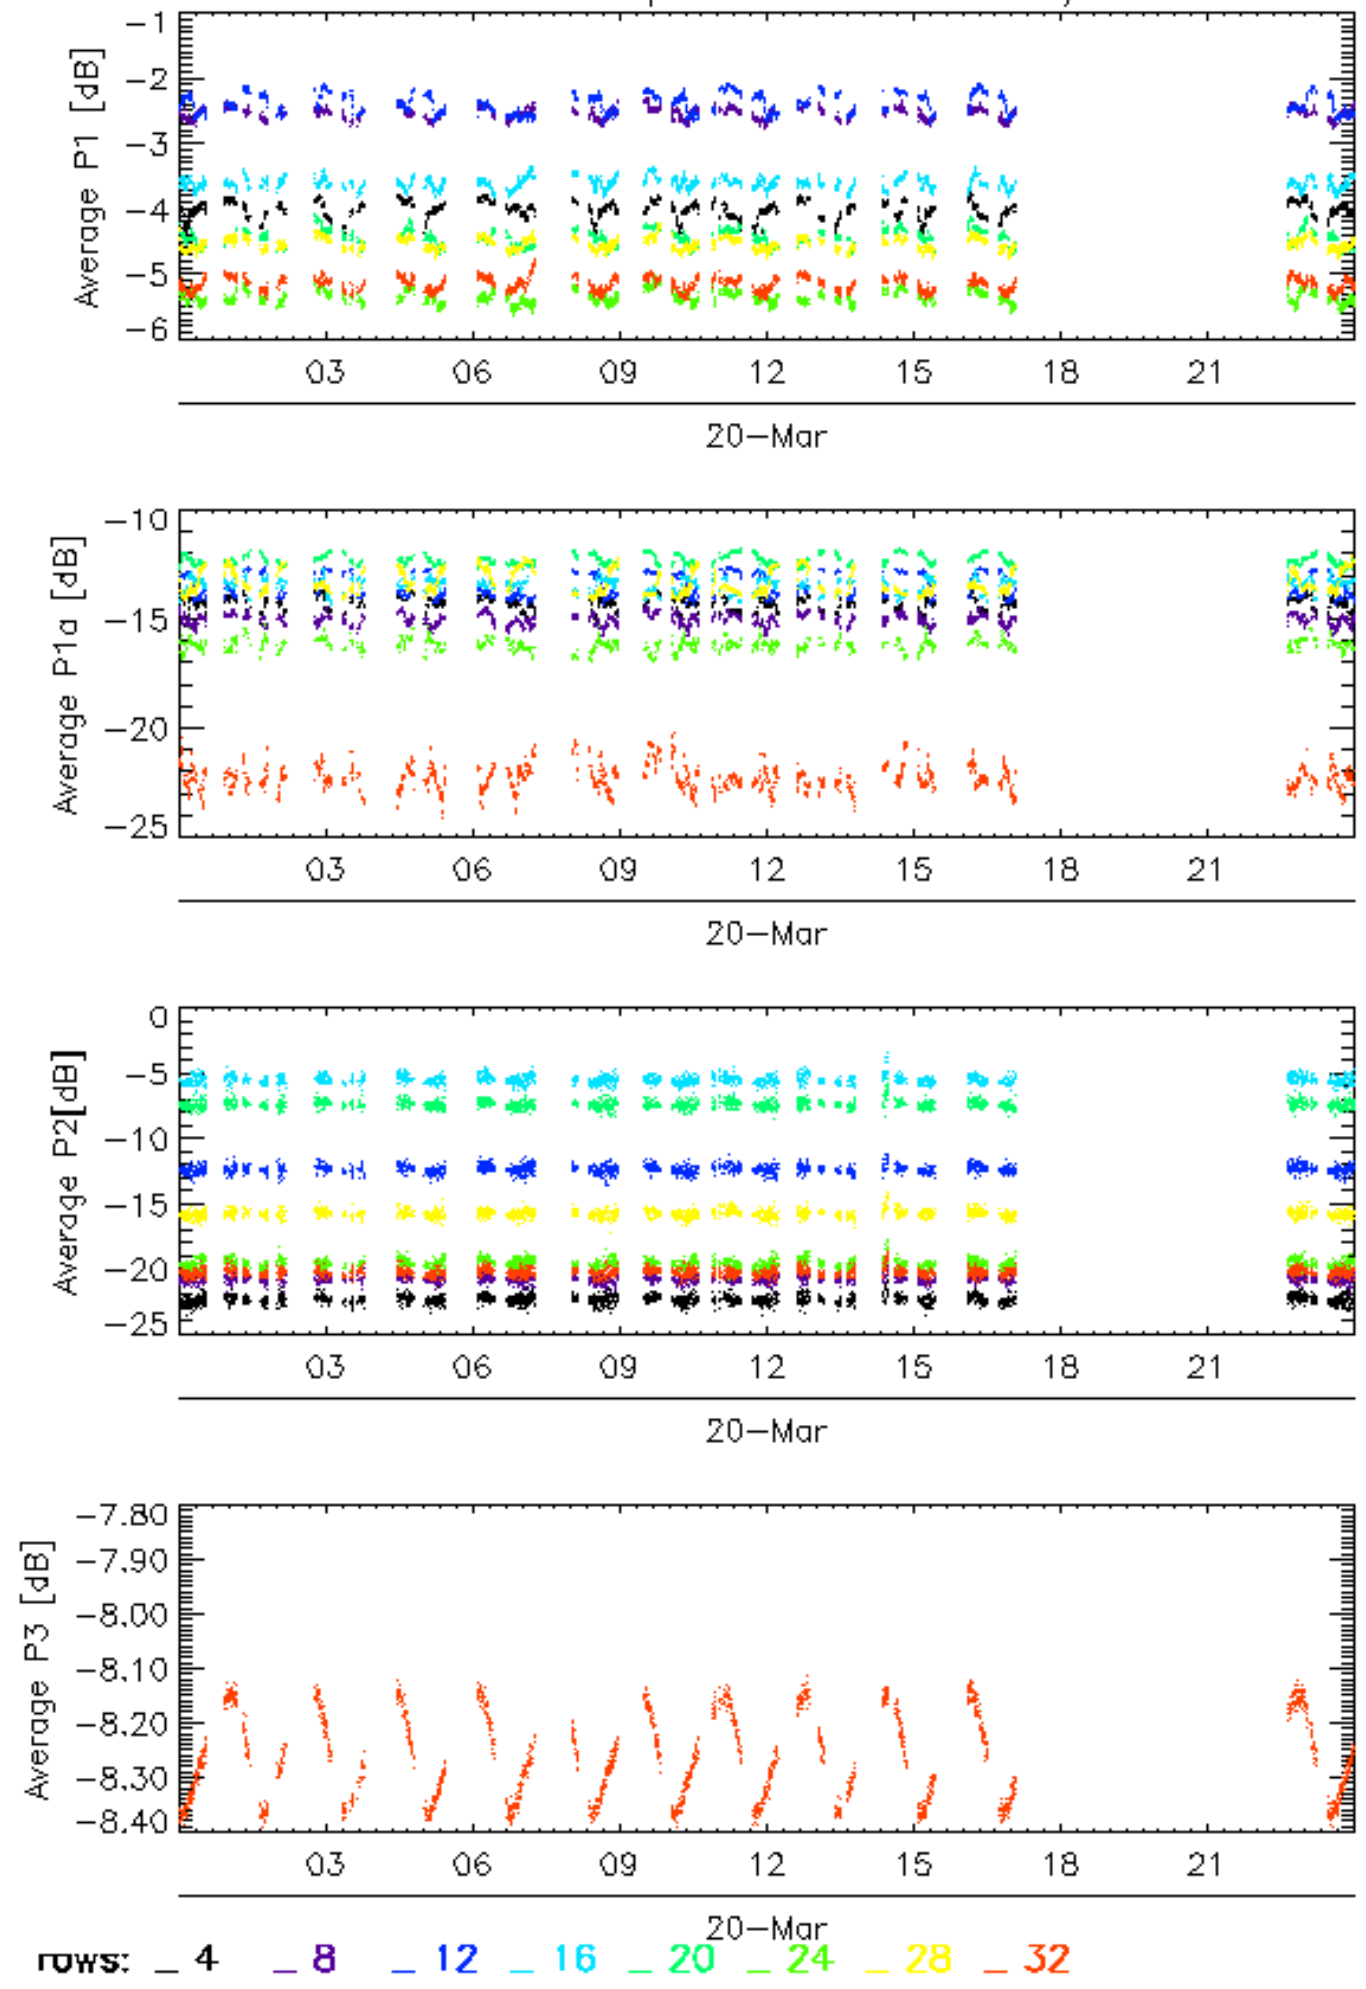 Average P1 [dB]
-1
-2
-3
-4
-5
-6
03 06 09 12 15 18 21
20-Mar
Average P1a [dB]
-10
-15
-20
-25
03 06 09 12 15 18 21
20-Mar
Average P2[dB]
0
-5
-10
-15
-20
-25
03 06 09 12 15 18 21
20-Mar
Average P3 [dB]
-7.80
-7.90
-8.00
-8.10
-8.20
-8.30
-8.40
03 06 09 12 15 18 21
20-Mar
rows: _ 4 _ 8 _ 12 _ 16 _ 20 _ 24 _ 28 _ 32